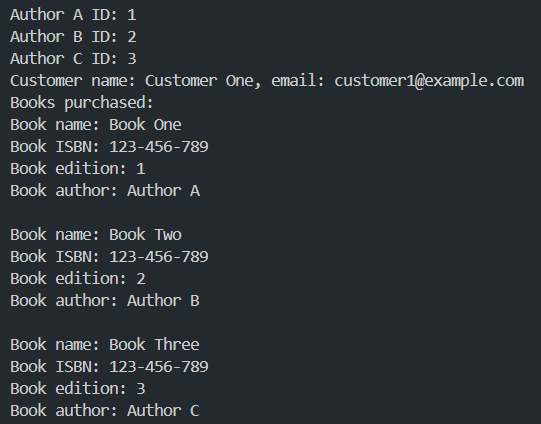 Author A ID: 1
Author B ID: 2
Author C ID: 3
Customer name: Customer One, email: customer1@example.com
Books purchased:
Book name: Book One
Book ISBN: 123-456-789
Book edition: 1
Book author: Author A

Book name: Book Two
Book ISBN: 123-456-789
Book edition: 2
Book author: Author B

Book name: Book Three
Book ISBN: 123-456-789
Book edition: 3
Book author: Author C